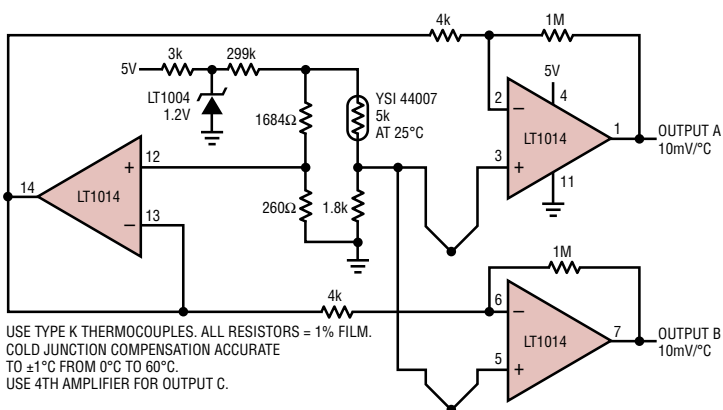 4k
1M
5V
3k
299k
LT1004
1.2V
1684Ω
YSI 44007
5k
AT 25°C
5V
2
4
–
LT1014
1
OUTPUT A
10mV/°C
3
+
11
12
+
14
LT1014
13
–
260Ω
1.8k
4k
1M
6
–
LT1014
7
OUTPUT B
10mV/°C
5
+
USE TYPE K THERMOCOUPLES. ALL RESISTORS = 1% FILM.
COLD JUNCTION COMPENSATION ACCURATE
TO ±1°C FROM 0°C TO 60°C.
USE 4TH AMPLIFIER FOR OUTPUT C.